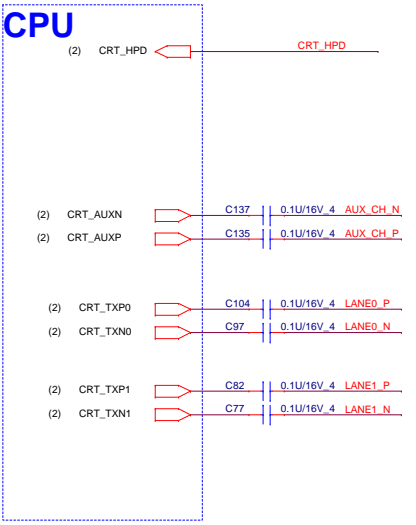 CPU
(2) CRT_HPD CRT_HPD
(2) CRT_AUXN C137 0.1U/16V_4 AUX_CH_N
(2) CRT_AUXP C135 0.1U/16V_4 AUX_CH_P
(2) CRT_TXP0 C104 0.1U/16V_4 LANE0_P
(2) CRT_TXN0 C97 0.1U/16V_4 LANE0_N
(2) CRT_TXP1 C82 0.1U/16V_4 LANE1_P
(2) CRT_TXN1 C77 0.1U/16V_4 LANE1_N